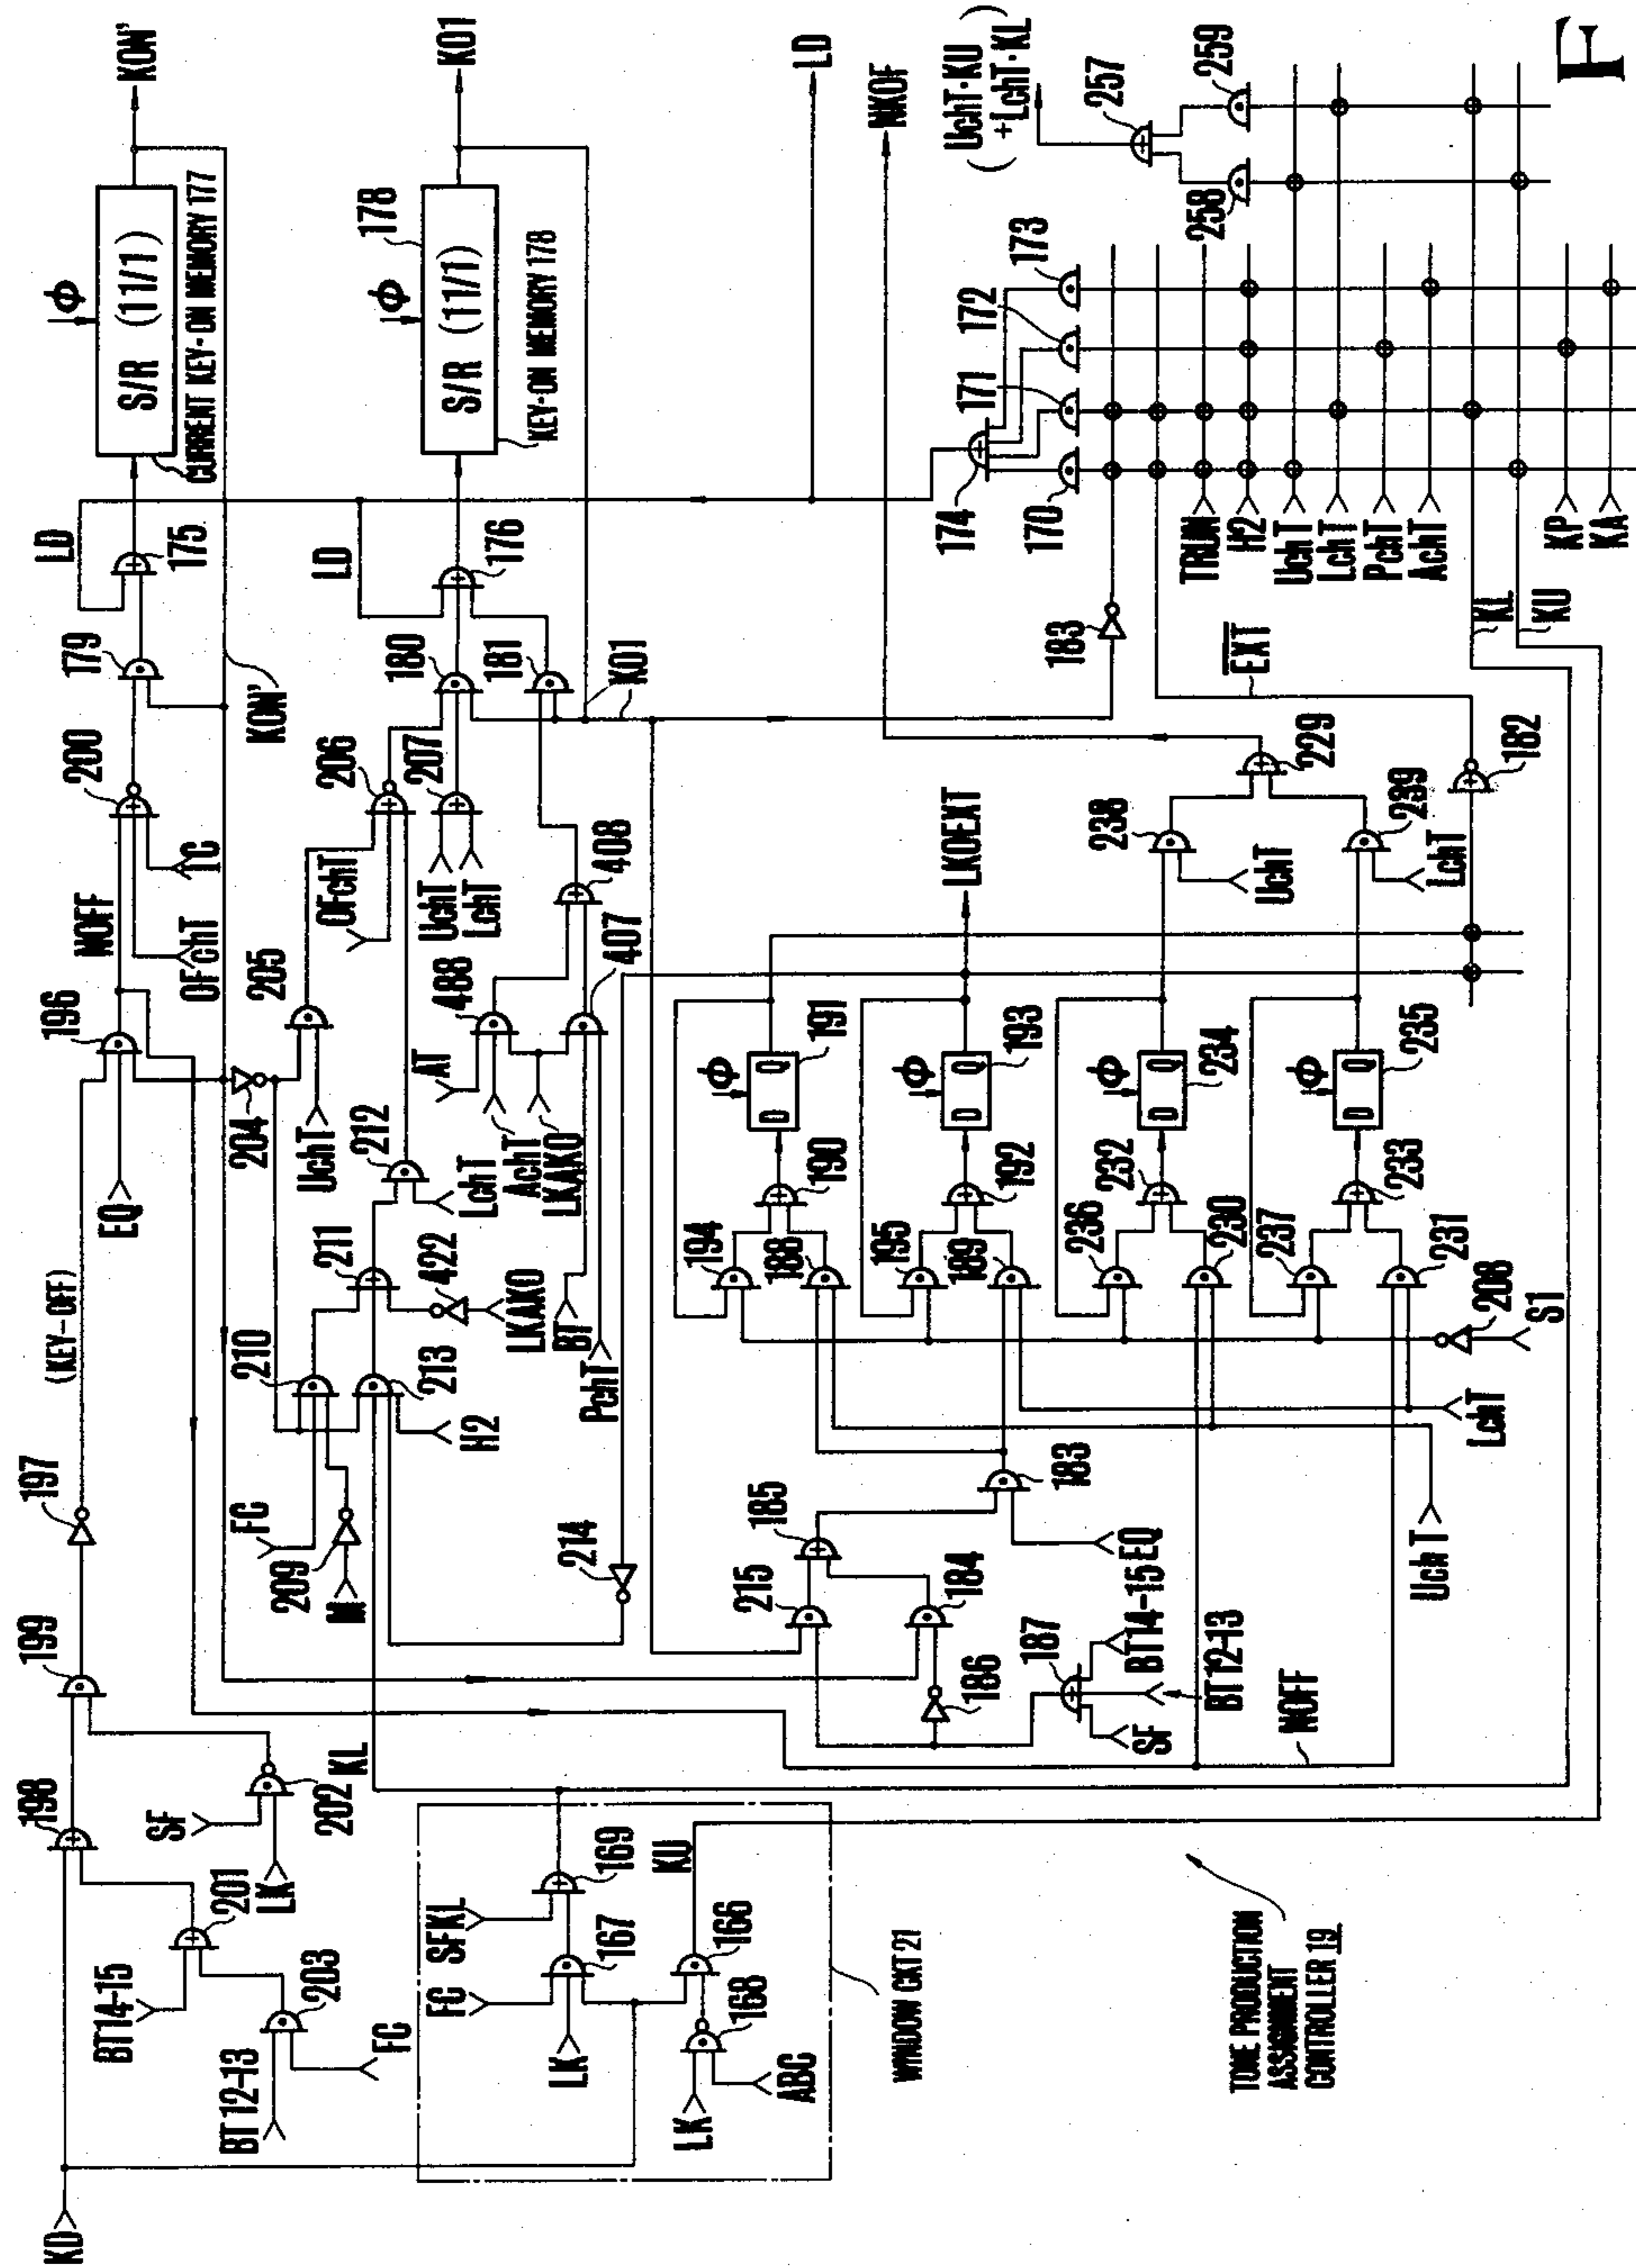 KD
198
199
197
(KEY-OFF)
196
NOFF
200
179
LD
175
ϕ
S/R (11/1)
CURRENT KEY-ON MEMORY 177
KON'
BT14-15
201
BT12-13
203
FC
SF
LK
202
KL
EQ
OFchT
IC
KON'
204
205
UchT
OFchT
206
207
UchT
LchT
180
181
LD
176
ϕ
S/R (11/1)
178
KEY-ON MEMORY 178
KO1
KO1
FC
209
M
210
213
H2
211
422
LKAKO
212
LchT
AT
488
AchT
LKAKO
BT
PchT
407
408
214
FC
SFKL
LK
167
169
LK
168
ABC
166
KU
WINDOW CKT 21
215
185
184
186
187
SF
BT12-13
BT14-15
EQ
183
NOFF
UchT
LchT
S1
208
194
188
190
ϕ
D Q
191
195
189
192
ϕ
D Q
193
LKOEXT
236
230
232
ϕ
D Q
234
237
231
233
ϕ
D Q
235
238
UchT
239
LchT
229
182
EXT
183
NKOF
LD
174
170
171
172
173
TRUN
H2
UchT
LchT
PchT
AchT
KL
KU
KP
KA
257
258
259
(UchT·KU
+LchT·KL)
TONE PRODUCTION
ASSIGNMENT
CONTROLLER 19
F